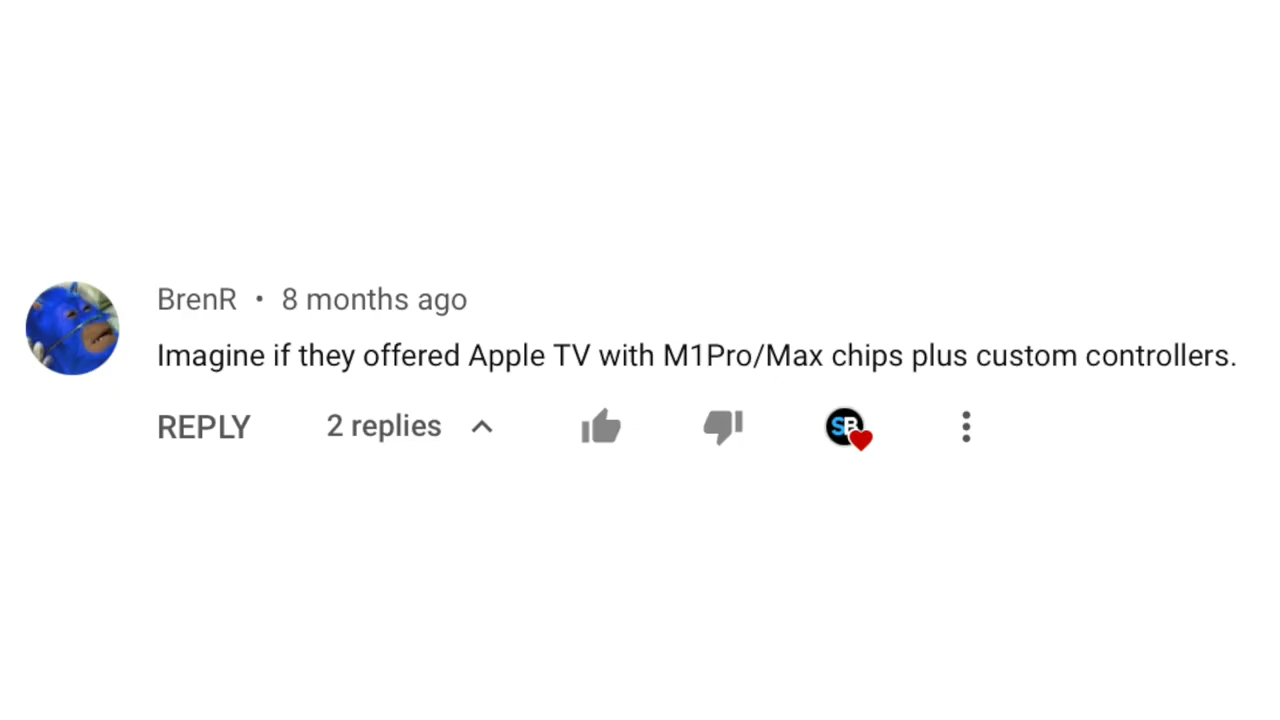 BrenR • 8 months ago
Imagine if they offered Apple TV with M1Pro/Max chips plus custom controllers.
REPLY 2 replies
SB